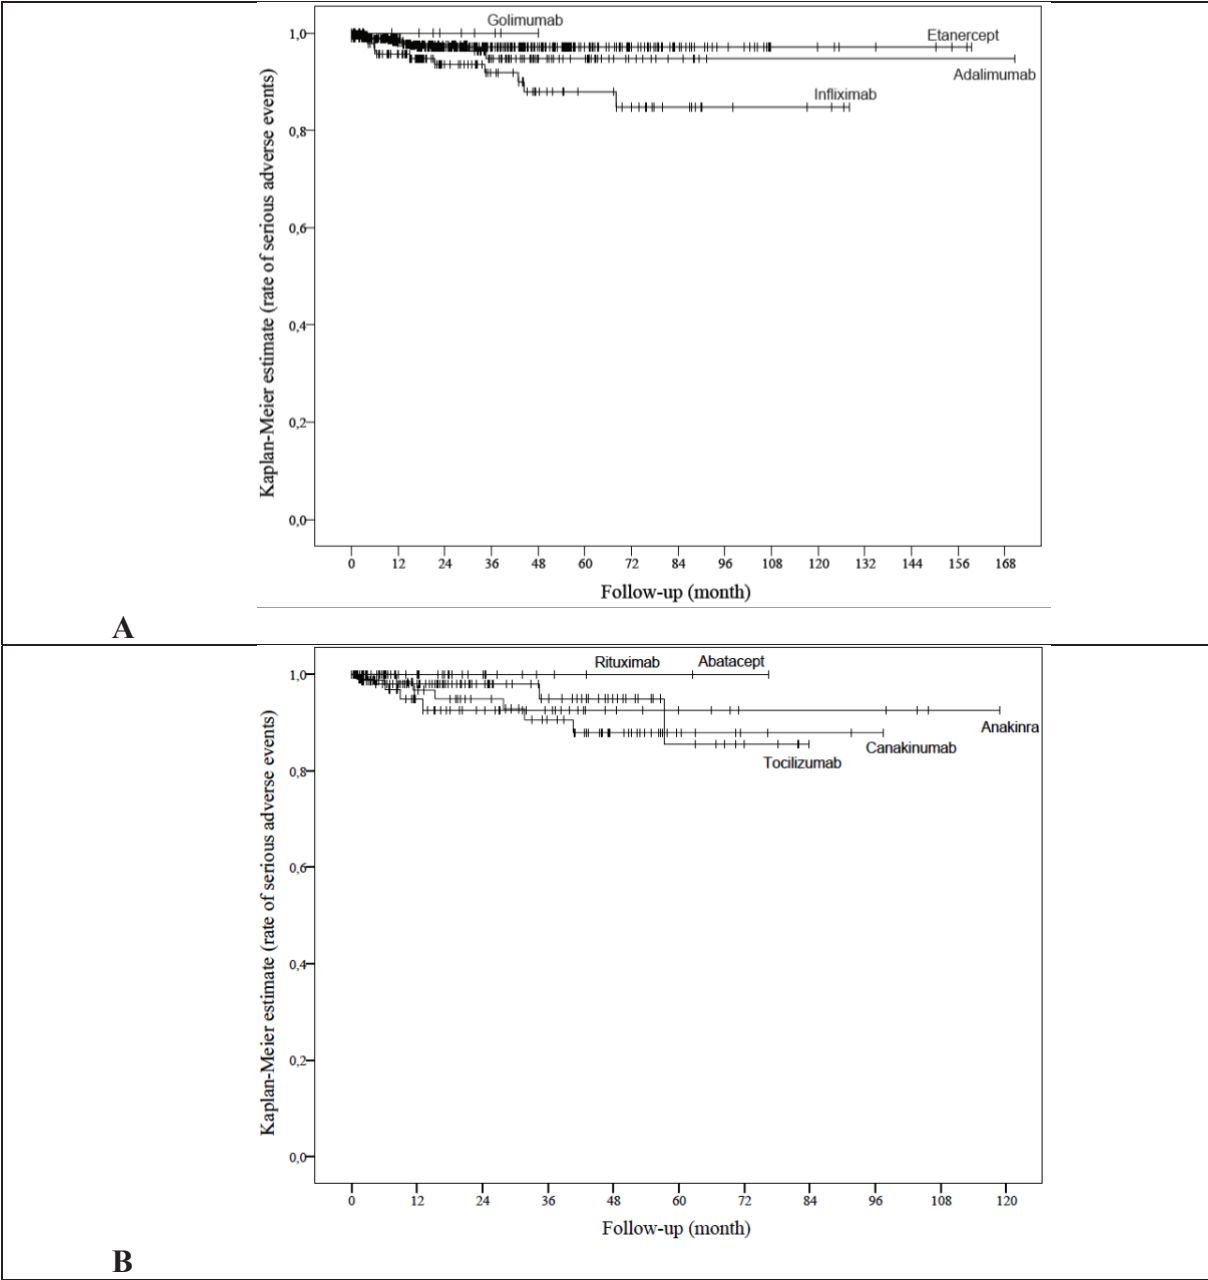 Golimumab
Etanercept
Adalimumab
Infliximab
Kaplan-Meier estimate (rate of serious adverse events)
1,0
0,8
0,6
0,4
0,2
0,0
0 12 24 36 48 60 72 84 96 108 120 132 144 156 168
Follow-up (month)
A
Rituximab Abatacept
Anakinra
Canakinumab
Tocilizumab
Kaplan-Meier estimate (rate of serious adverse events)
1,0
0,8
0,6
0,4
0,2
0,0
0 12 24 36 48 60 72 84 96 108 120
Follow-up (month)
B